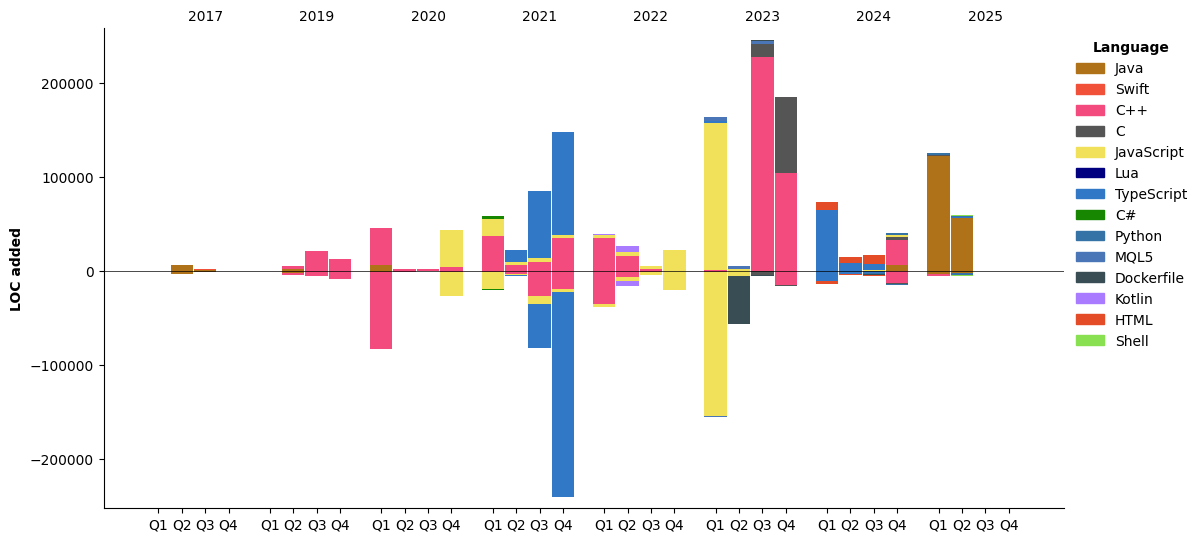 2017 2019 2020 2021 2022 2023 2024 2025
LOC added
200000
100000
0
−100000
−200000
Q1 Q2 Q3 Q4 Q1 Q2 Q3 Q4 Q1 Q2 Q3 Q4 Q1 Q2 Q3 Q4 Q1 Q2 Q3 Q4 Q1 Q2 Q3 Q4 Q1 Q2 Q3 Q4 Q1 Q2 Q3 Q4
Language
Java
Swift
C++
C
JavaScript
Lua
TypeScript
C#
Python
MQL5
Dockerfile
Kotlin
HTML
Shell